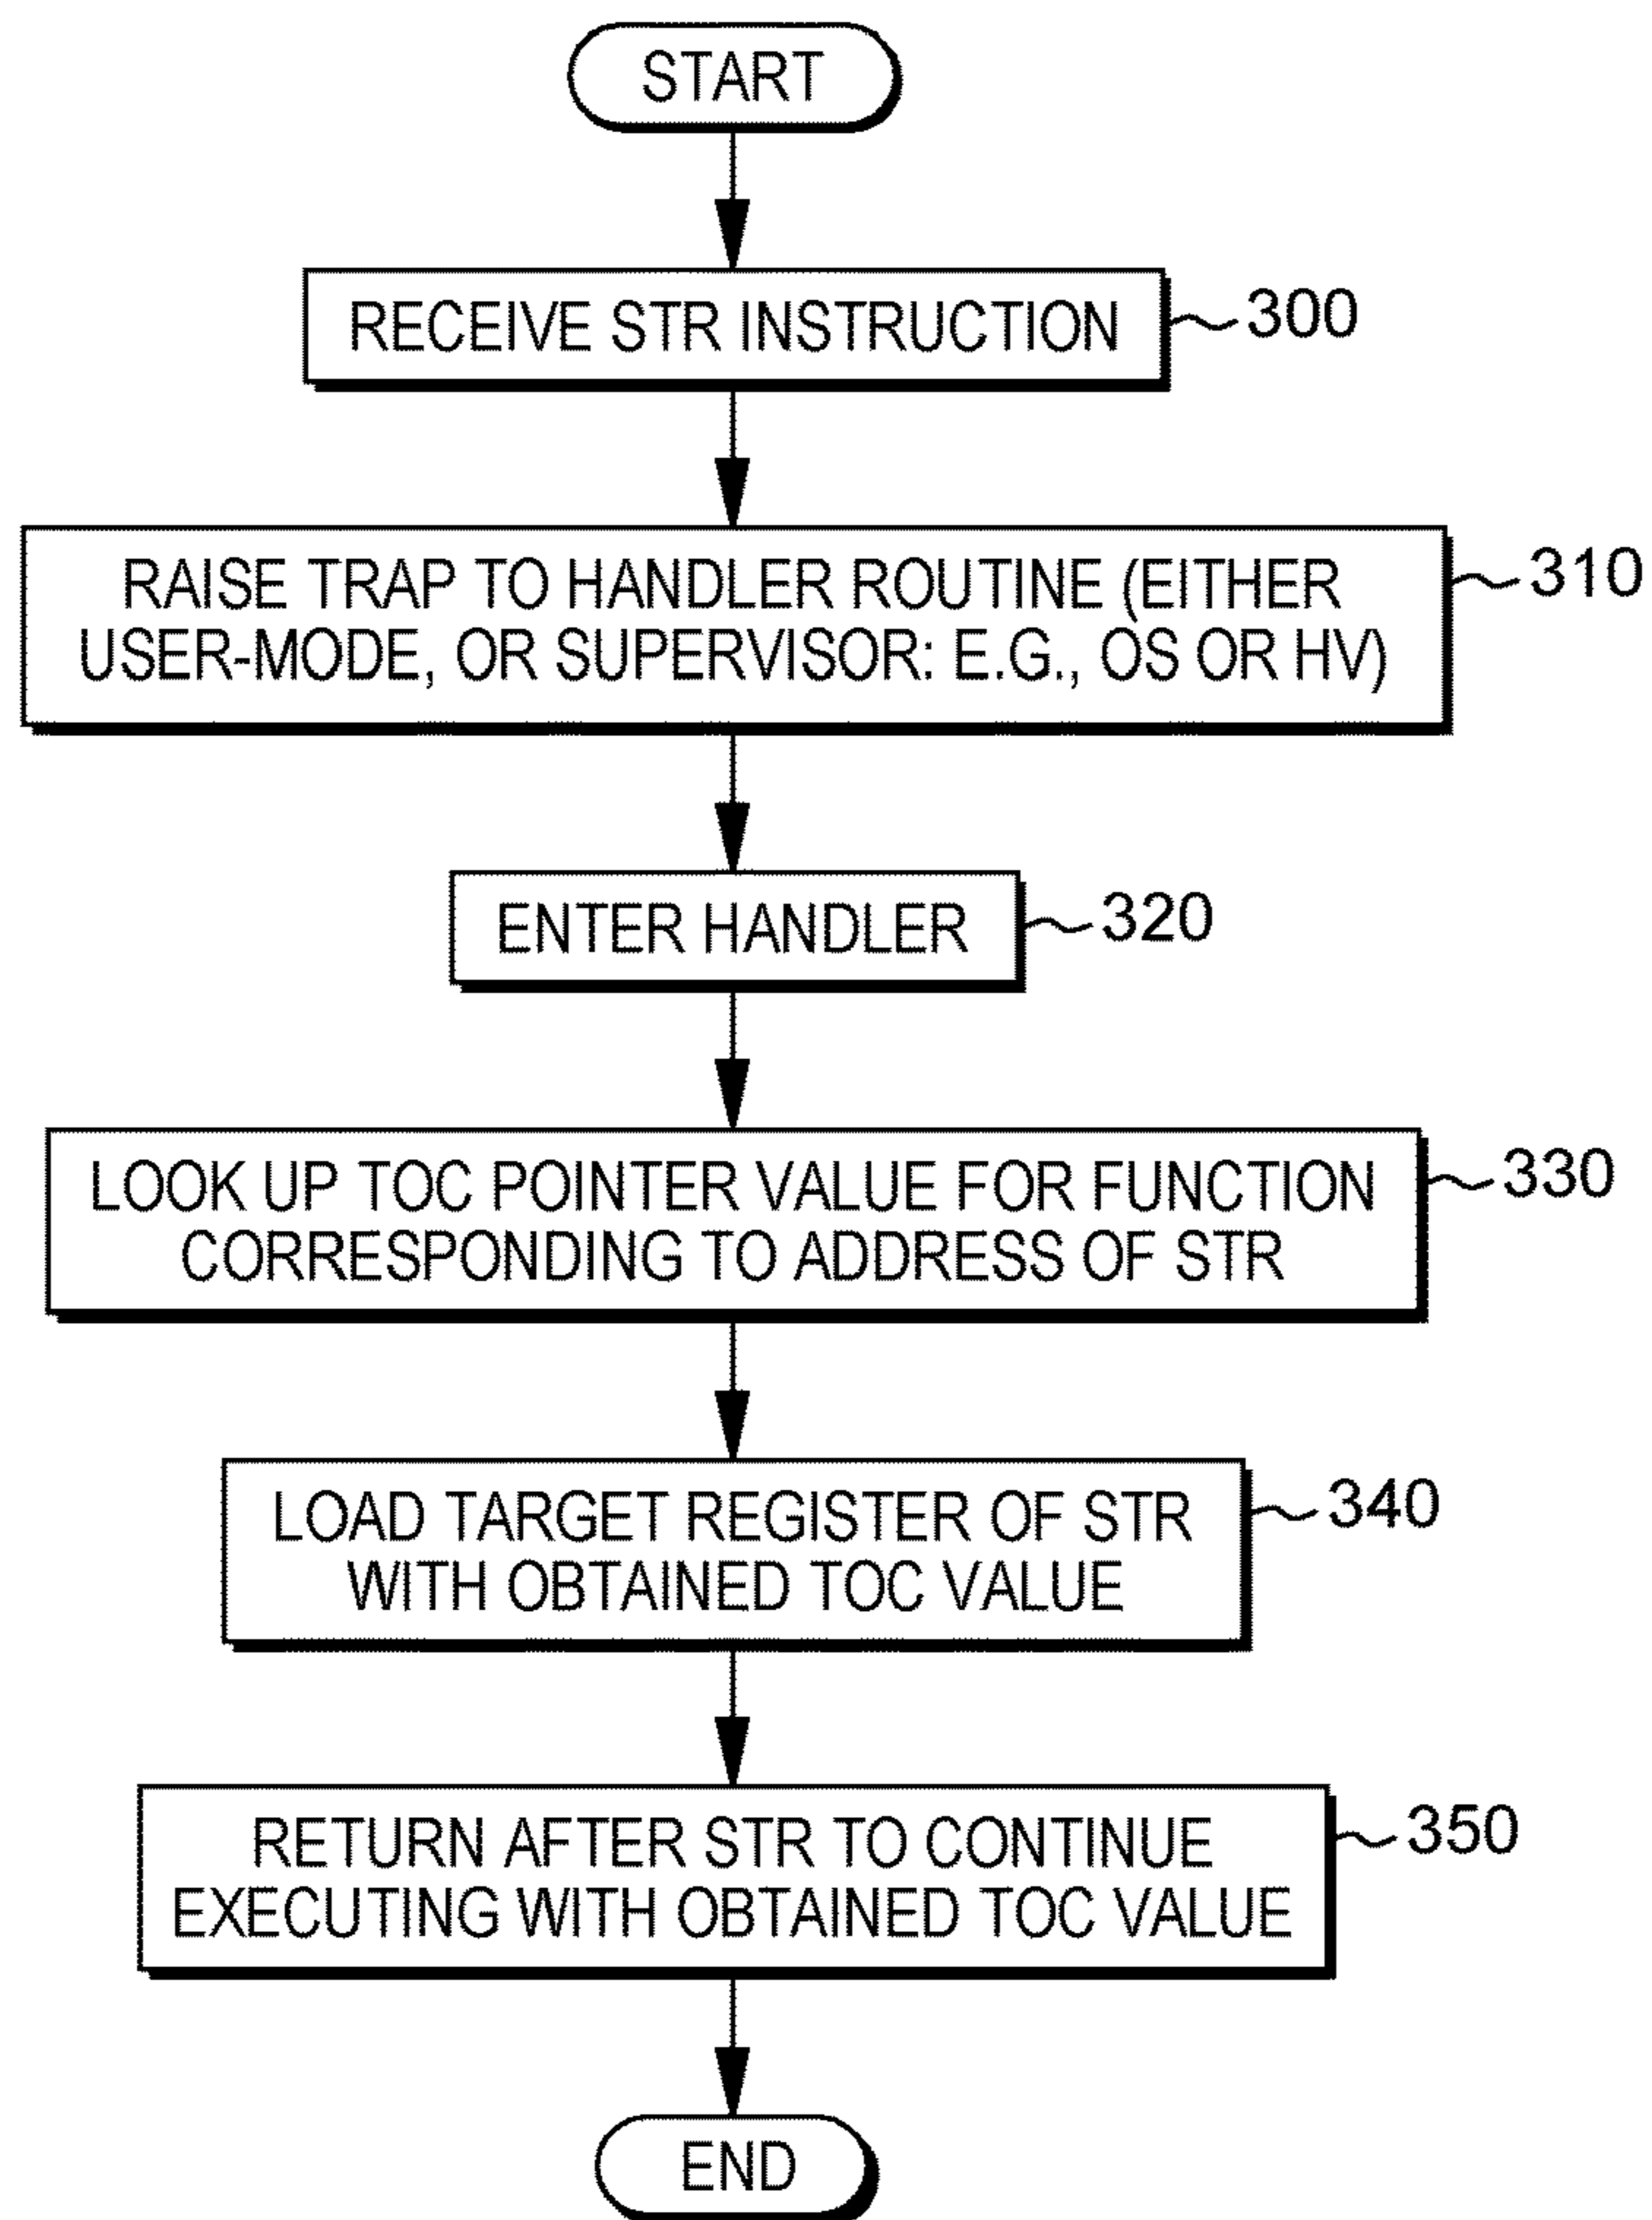 START
RECEIVE STR INSTRUCTION
300
RAISE TRAP TO HANDLER ROUTINE (EITHER
USER-MODE, OR SUPERVISOR: E.G., OS OR HV)
310
ENTER HANDLER
320
LOOK UP TOC POINTER VALUE FOR FUNCTION
CORRESPONDING TO ADDRESS OF STR
330
LOAD TARGET REGISTER OF STR
WITH OBTAINED TOC VALUE
340
RETURN AFTER STR TO CONTINUE
EXECUTING WITH OBTAINED TOC VALUE
350
END